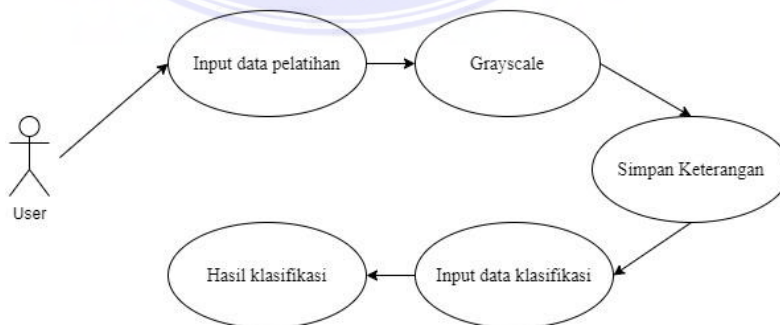 Input data pelatihan
Grayscale
Simpan Keterangan
User
Hasil klasifikasi
Input data klasifikasi